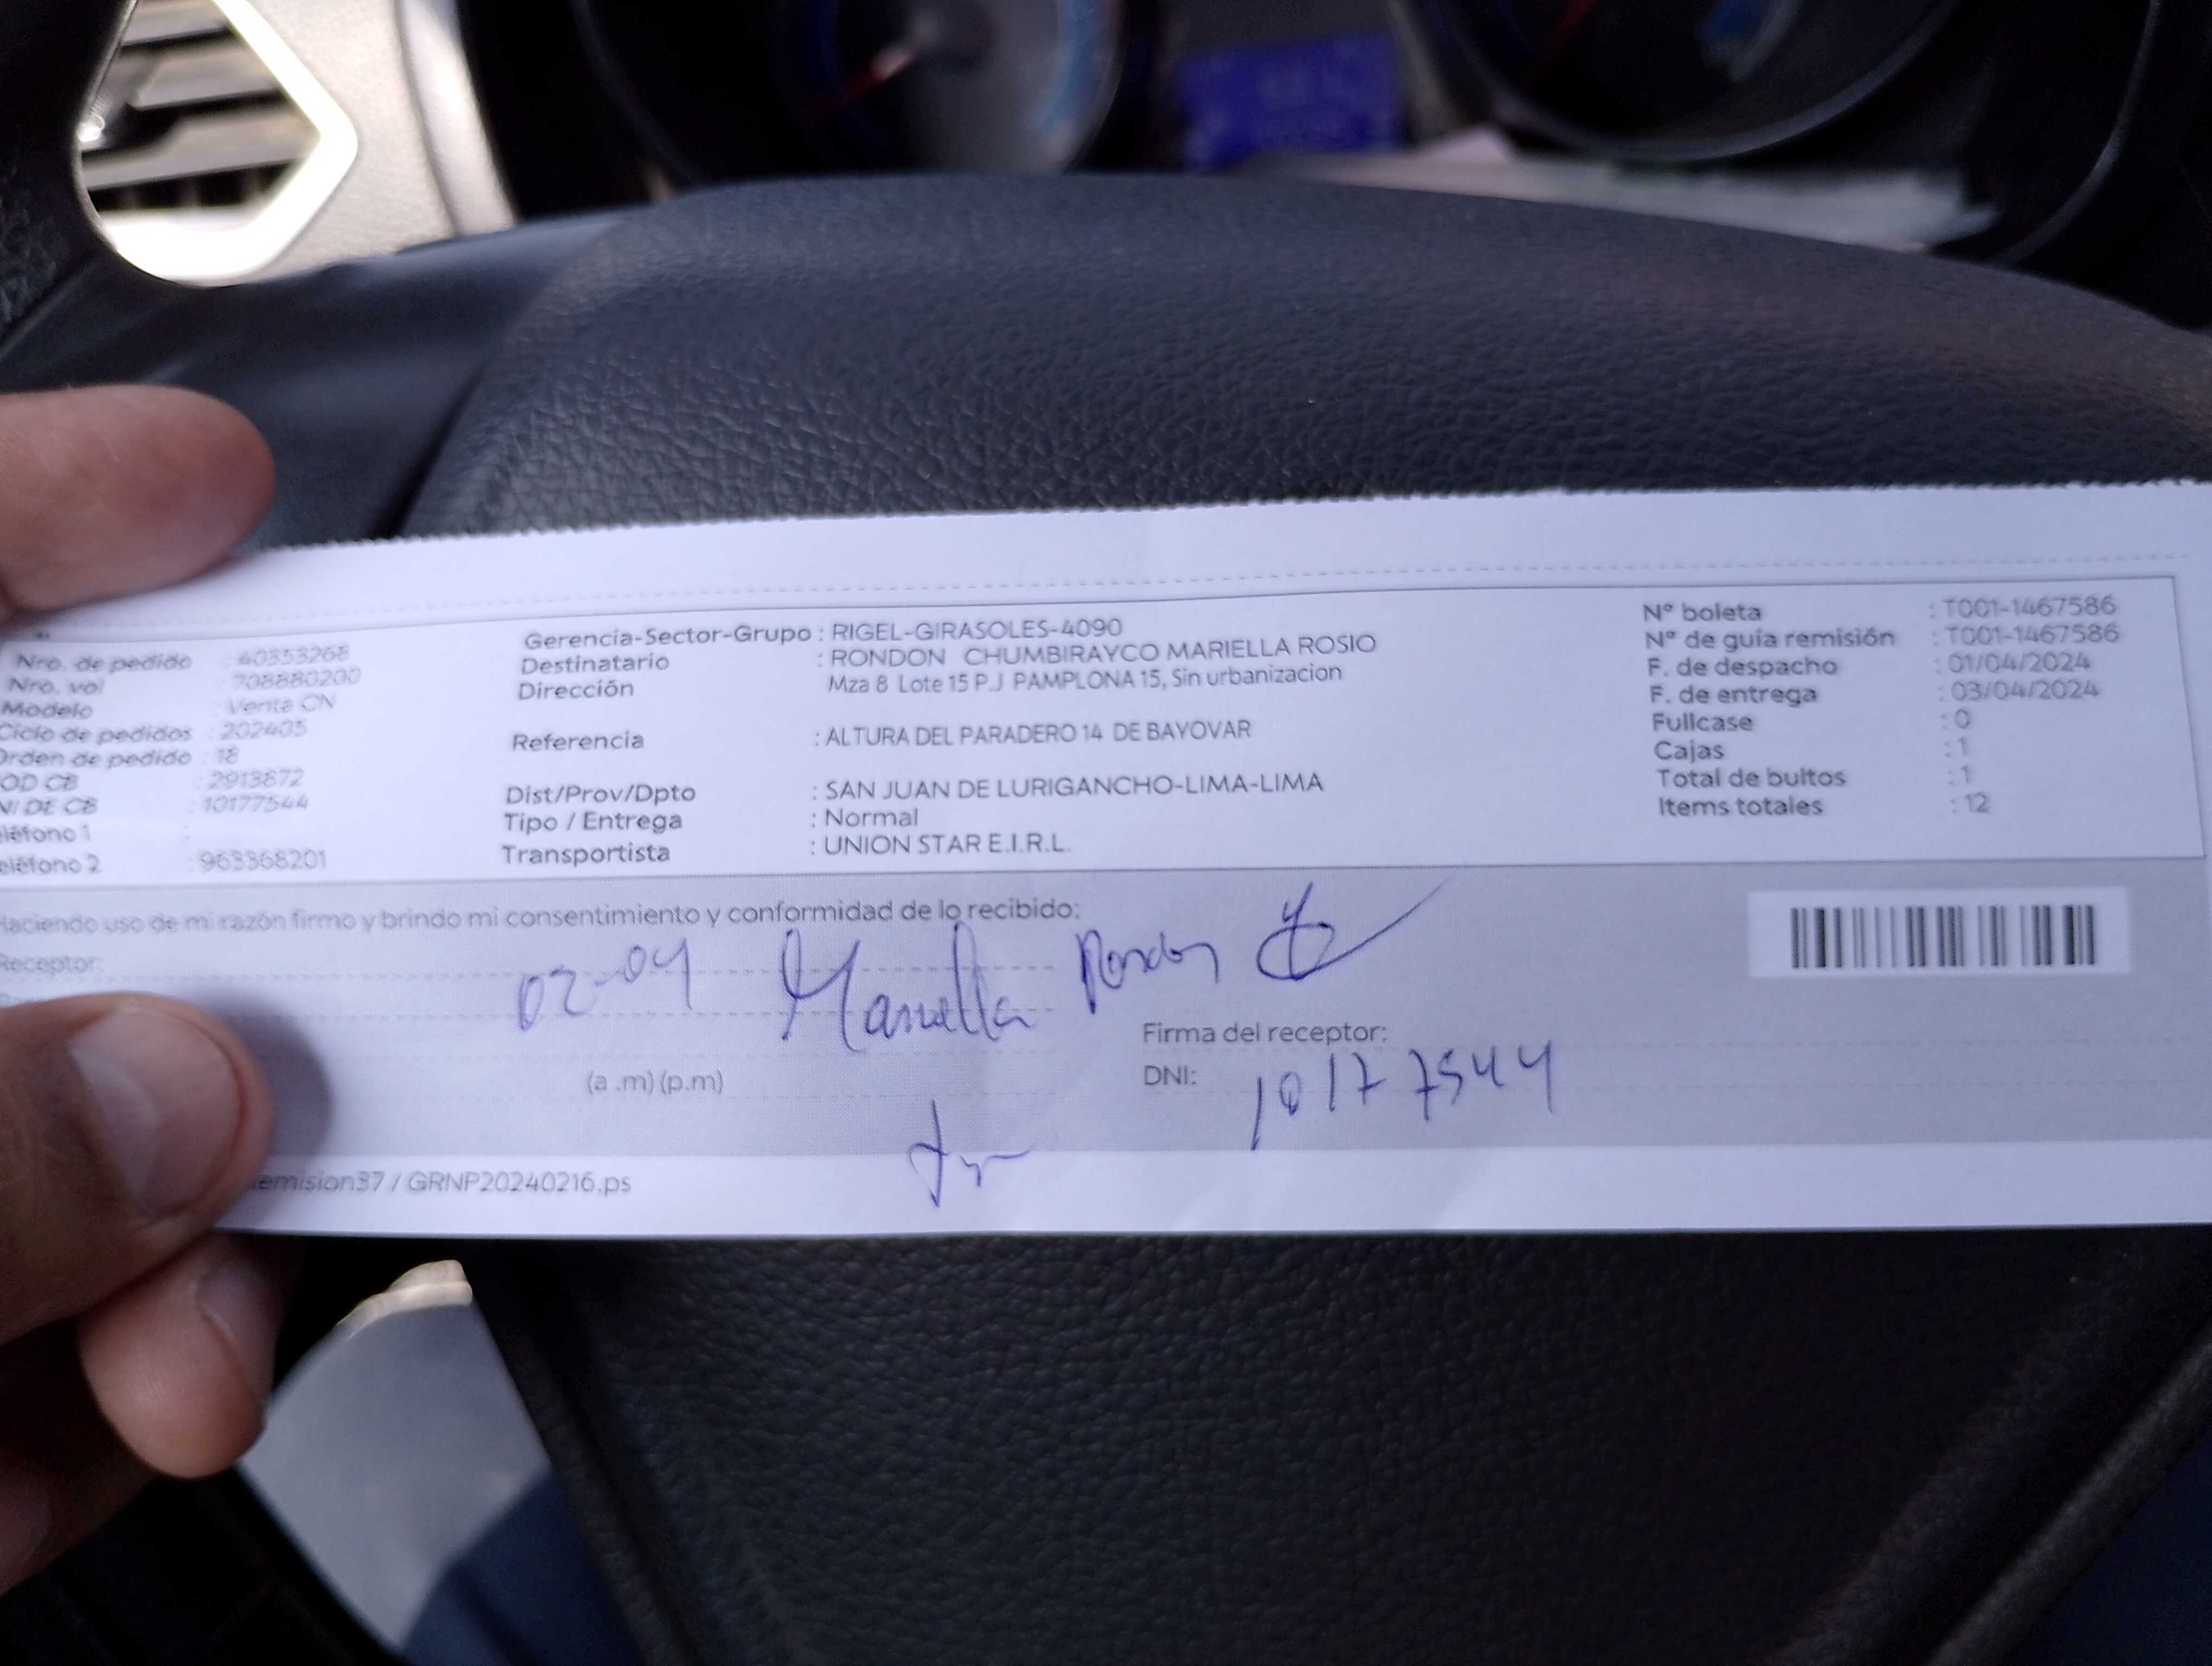 Nro. de pedido : 40353268
Nro. vol : 708880200
Modelo : Venta CN
Ciclo de pedidos : 202405
Orden de pedido : 18
OD CB : 2913872
NI DE CB : 10177544
eléfono 1 :
eléfono 2 : 963368201
Gerencia-Sector-Grupo : RIGEL-GIRASOLES-4090
Destinatario : RONDON CHUMBIRAYCO MARIELLA ROSIO
Dirección Mza 8 Lote 15 P.J PAMPLONA 15, Sin urbanizacion
Referencia : ALTURA DEL PARADERO 14 DE BAYOVAR
Dist/Prov/Dpto : SAN JUAN DE LURIGANCHO-LIMA-LIMA
Tipo / Entrega : Normal
Transportista : UNION STAR E.I.R.L.
N° boleta : T001-1467586
N° de guía remisión : T001-1467586
F. de despacho : 01/04/2024
F. de entrega : 03/04/2024
Fullcase : 0
Cajas : 1
Total de bultos : 1
Items totales : 12
Haciendo uso de mi razón firmo y brindo mi consentimiento y conformidad de lo recibido:
Receptor:
02-04 Mariella Rondon
Firma del receptor:
(a .m) (p.m)
DNI: 10177544
emision37 / GRNP20240216.ps